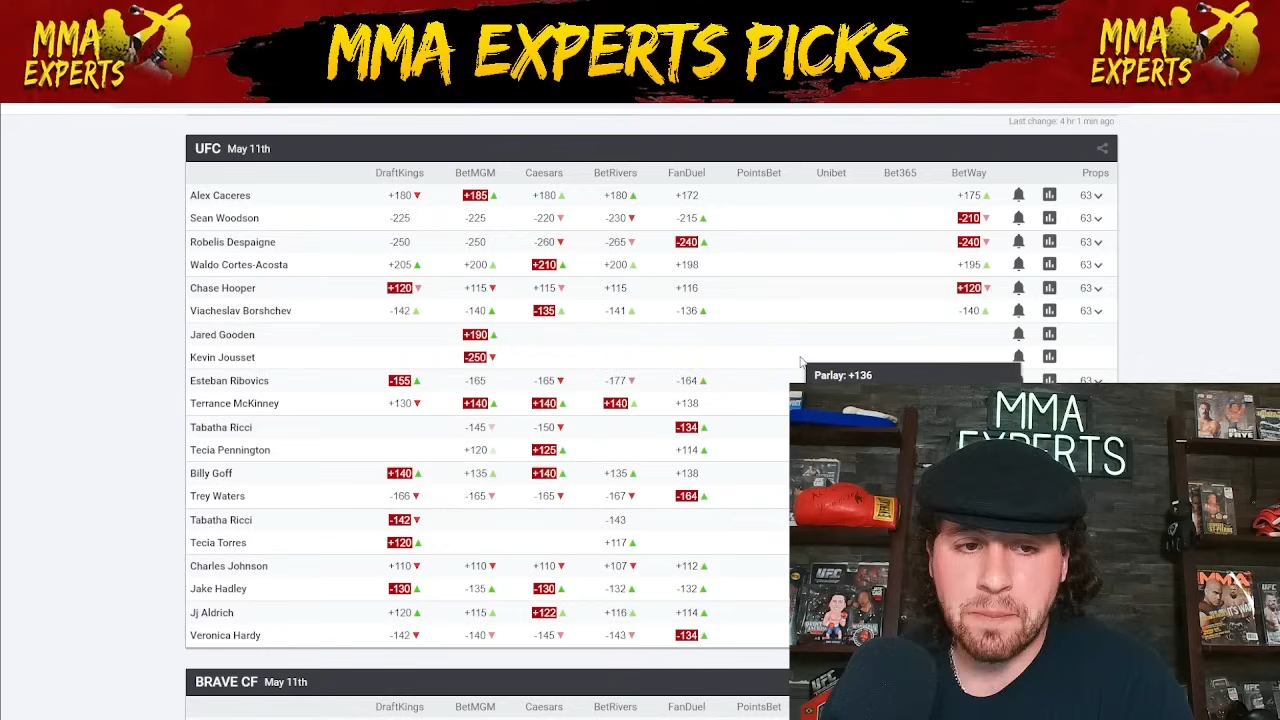 MMA EXPERTS
MMA EXPERTS PICKS
MMA EXPERTS
Last change: 4 hr 1 min ago
UFC May 11th
DraftKings BetMGM Caesars BetRivers FanDuel PointsBet Unibet Bet365 BetWay Props
Alex Caceres +180▼ +185▲ +180▲ +180▲ +172 +175▲ 63
Sean Woodson -225 -225 -220▼ -230▼ -215▲ -210▼ 63
Robelis Despaigne -250 -250 -260▼ -265▼ -240▲ -240▼ 63
Waldo Cortes-Acosta +205▲ +200▲ +210▲ +200▲ +198 +195▲ 63
Chase Hooper +120▼ +115▼ +115▼ +115 +116 +120▼ 63
Viacheslav Borshchev -142▲ -140▲ -135▲ -141▲ -136▲ -140▲ 63
Jared Gooden +190▲
Kevin Jousset -250▼
Parlay: +136
Esteban Ribovics -155▲ -165 -165▼ -177▼ -164▲ 63
Terrance McKinney +130▼ +140▲ +140▲ +140▲ +138
Tabatha Ricci -145▼ -150▼ -134▲
Tecia Pennington +120▲ +125▲ +114▲
Billy Goff +140▲ +135▲ +140▲ +135▲ +138
Trey Waters -166▼ -165▼ -165▼ -167▼ -164▲
Tabatha Ricci -142▼ -143
Tecia Torres +120▲ +117▲
Charles Johnson +110▼ +110▼ +110▼ +107▼ +112▲
Jake Hadley -130▲ -135▲ -130▲ -132▲ -132▲
Jj Aldrich +120▲ +115▲ +122▲ +116▲ +114▲
Veronica Hardy -142▼ -140▼ -145▼ -143▼ -134▲
BRAVE CF May 11th
DraftKings BetMGM Caesars BetRivers FanDuel PointsBet
MMA
EXPERTS
UFC
MMA
UFC